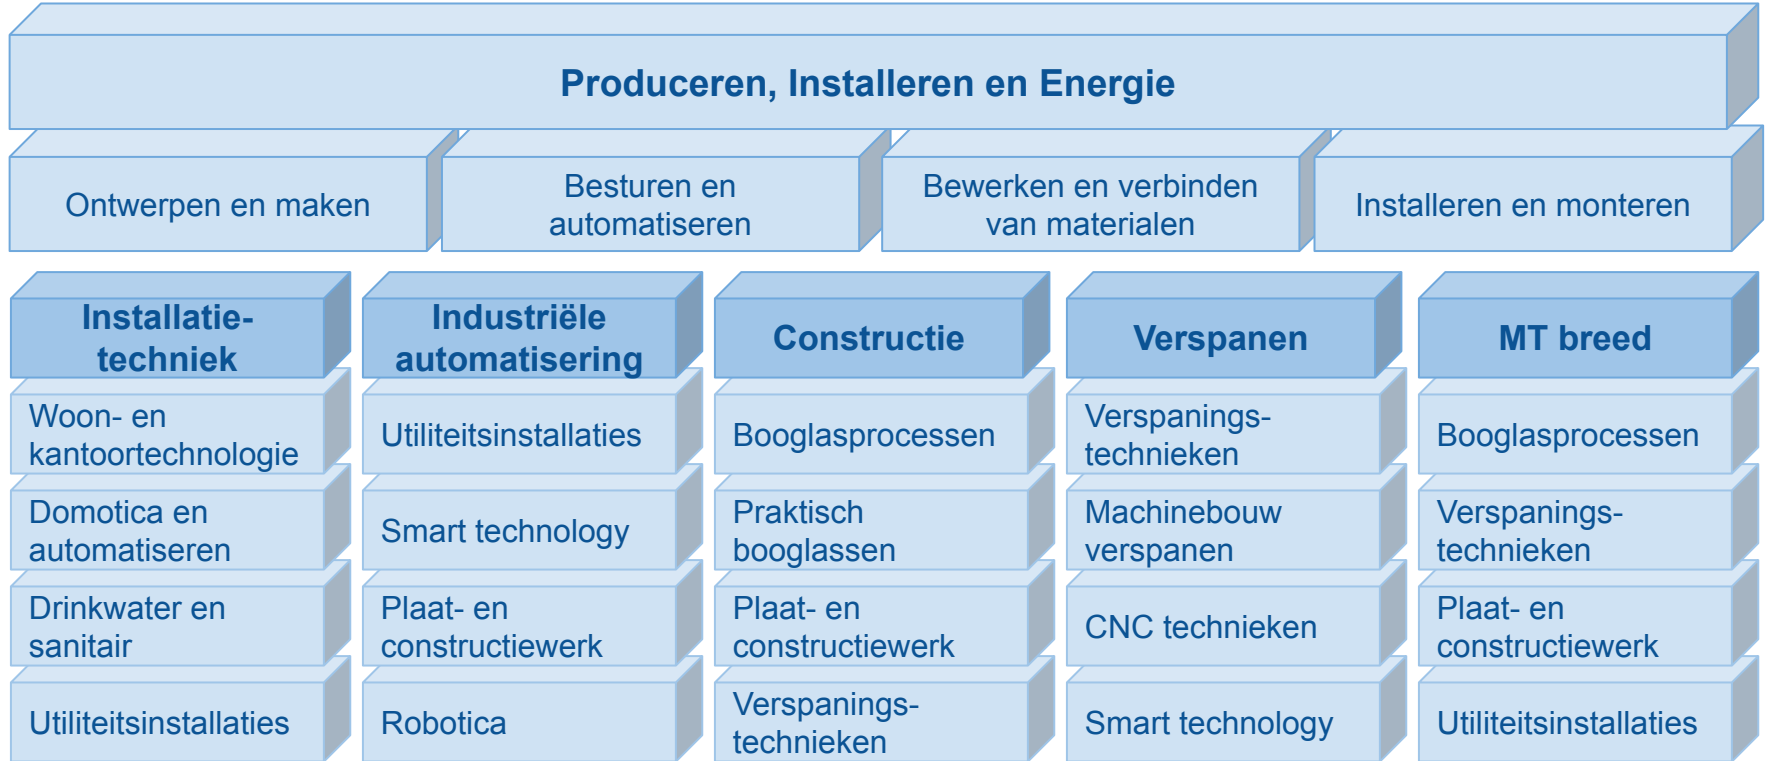 Produceren, Installeren en Energie
Ontwerpen en maken
Besturen en
automatiseren
Bewerken en verbinden
van materialen
Installeren en monteren
Installatie-
techniek
Woon- en
kantoortechnologie
Domotica en
automatiseren
Drinkwater en
sanitair
Utiliteitsinstallaties
Industriële
automatisering
Utiliteitsinstallaties
Smart technology
Plaat- en
constructiewerk
Robotica
Constructie
Booglasprocessen
Praktisch
booglassen
Plaat- en
constructiewerk
Verspanings-
technieken
Verspanen
Verspanings-
technieken
Machinebouw
verspanen
CNC technieken
Smart technology
MT breed
Booglasprocessen
Verspanings-
technieken
Plaat- en
constructiewerk
Utiliteitsinstallaties